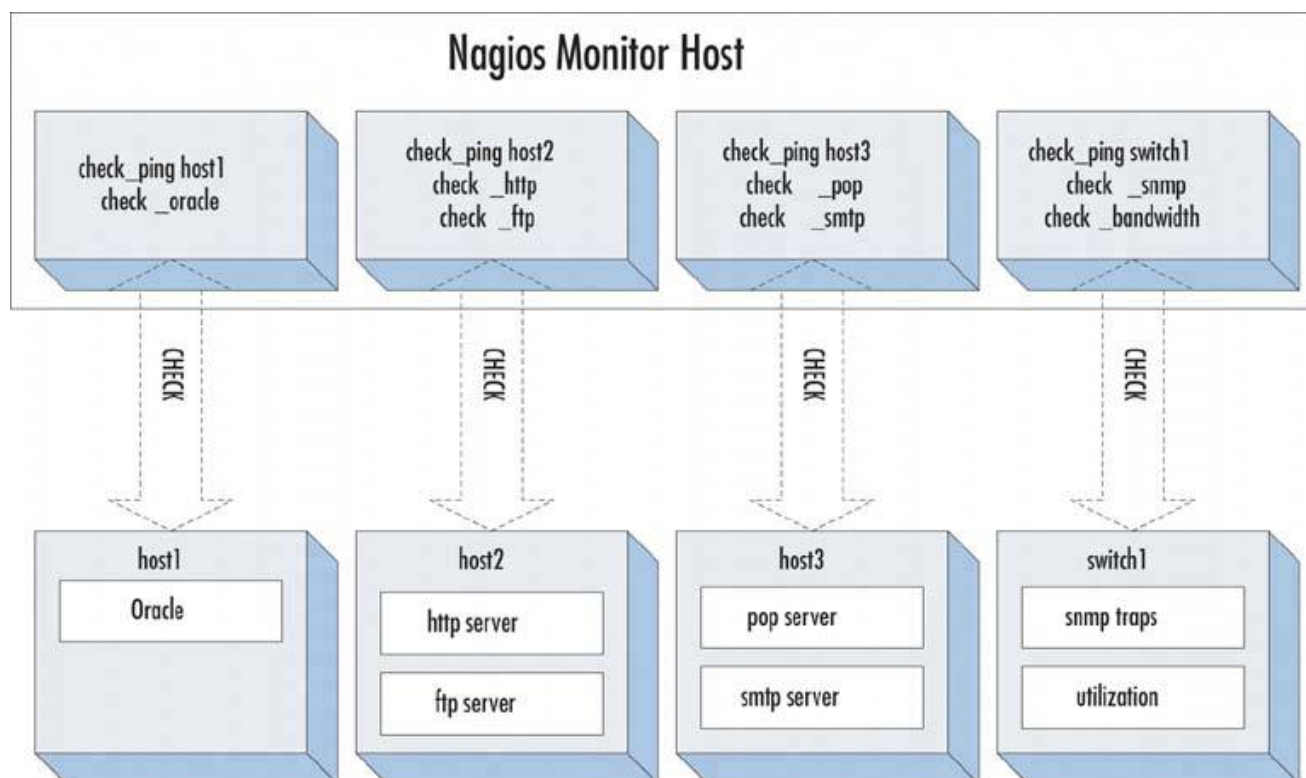 Nagios Monitor Host
check_ping host1
check _oracle
check_ping host2
check _http
check _ftp
check_ping host3
check _pop
check _smtp
check_ping switch1
check _snmp
check _bandwidth
CHECK
CHECK
CHECK
CHECK
host1
Oracle
host2
http server
ftp server
host3
pop server
smtp server
switch1
snmp traps
utilization